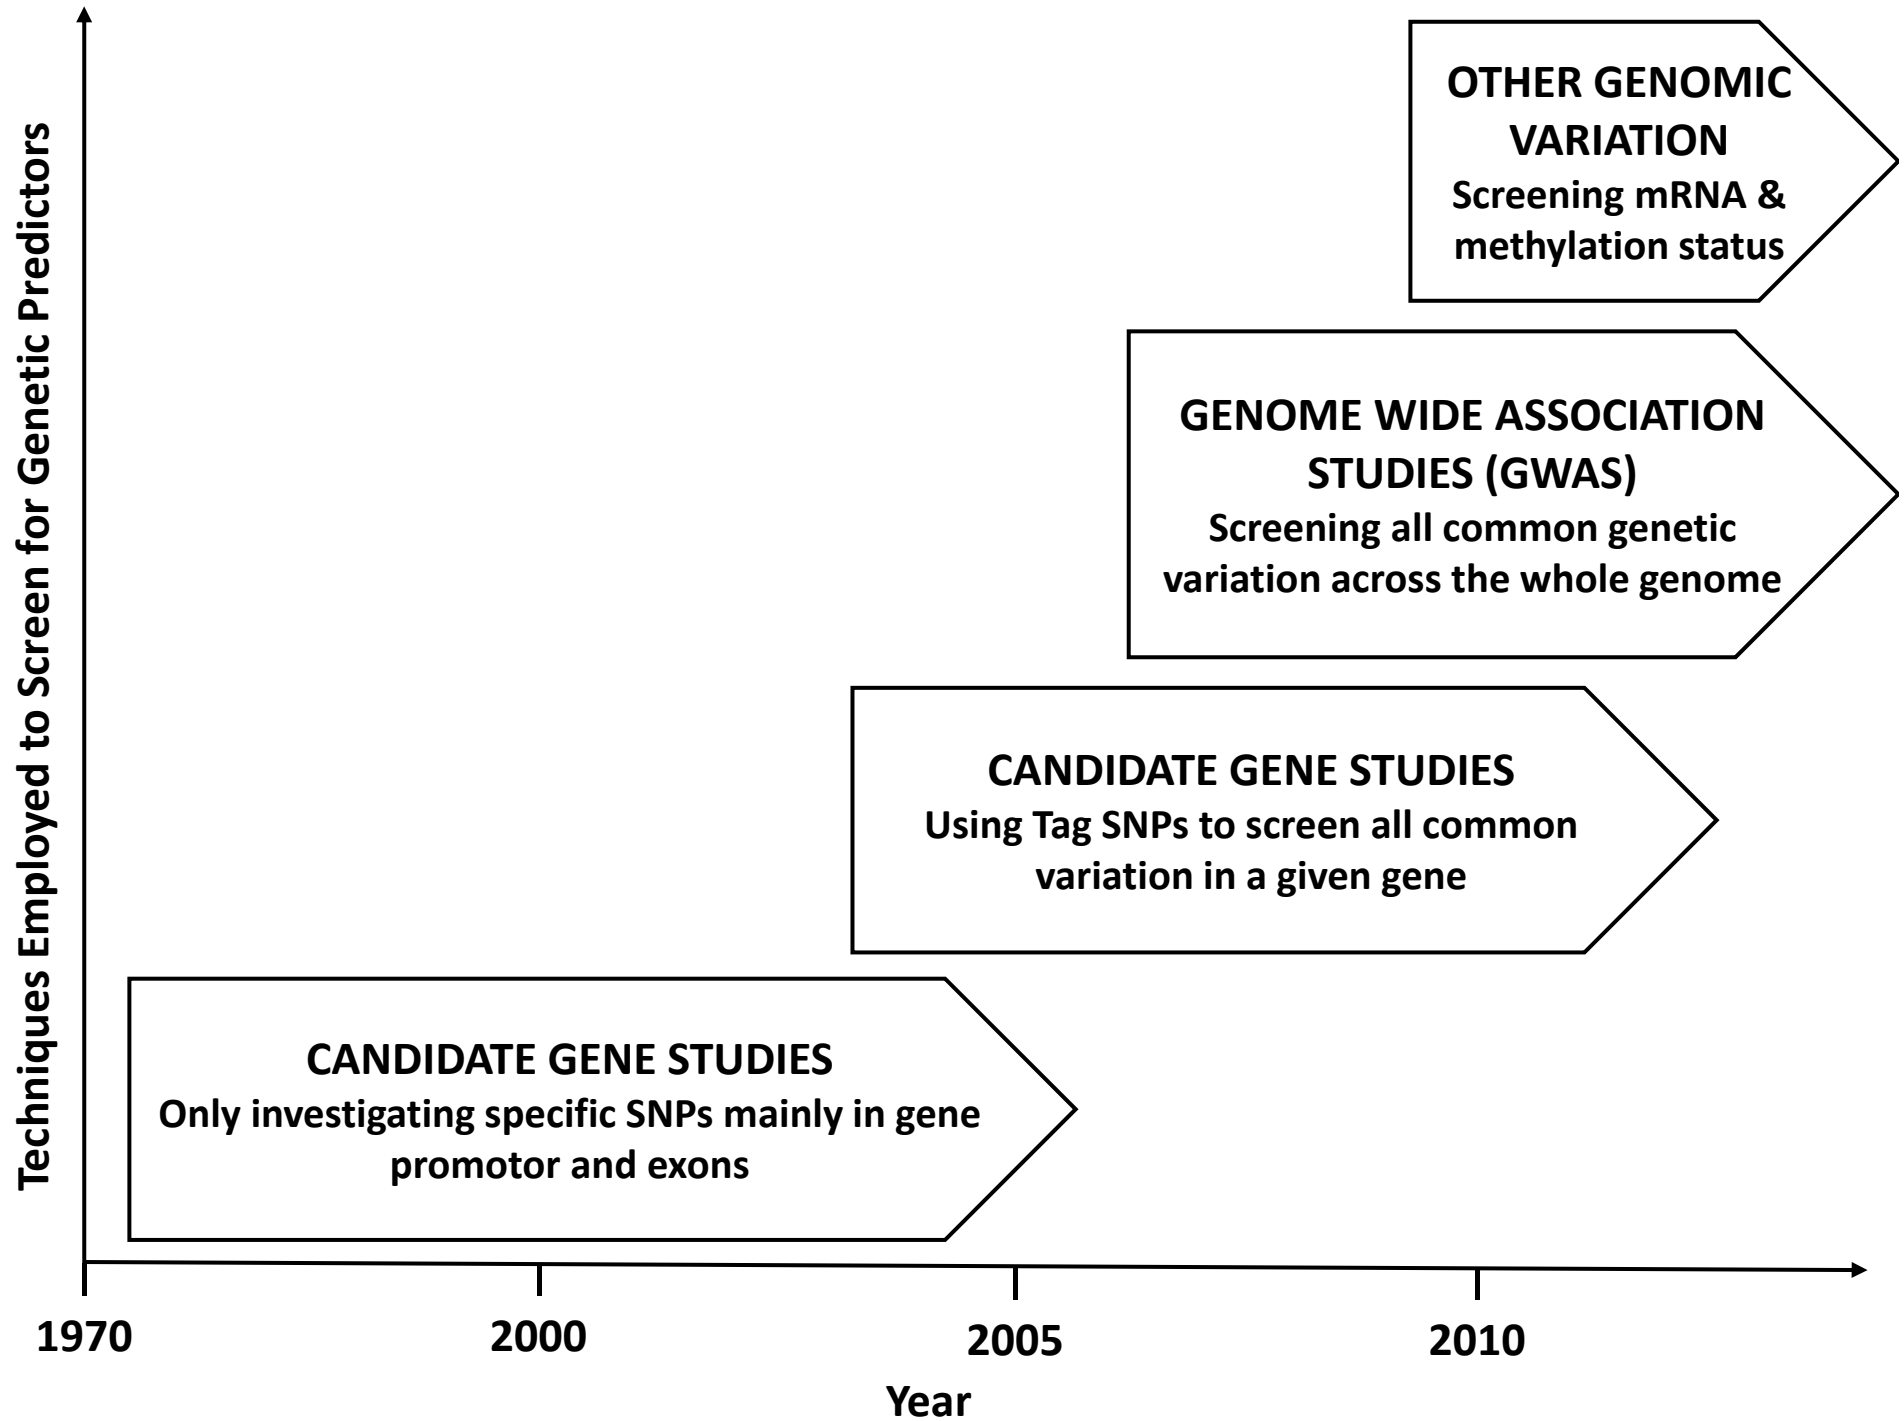 Techniques Employed to Screen for Genetic Predictors
OTHER GENOMIC
VARIATION
Screening mRNA &
methylation status
GENOME WIDE ASSOCIATION
STUDIES (GWAS)
Screening all common genetic
variation across the whole genome
CANDIDATE GENE STUDIES
Using Tag SNPs to screen all common
variation in a given gene
CANDIDATE GENE STUDIES
Only investigating specific SNPs mainly in gene
promotor and exons
1970
2000
2005
2010
Year